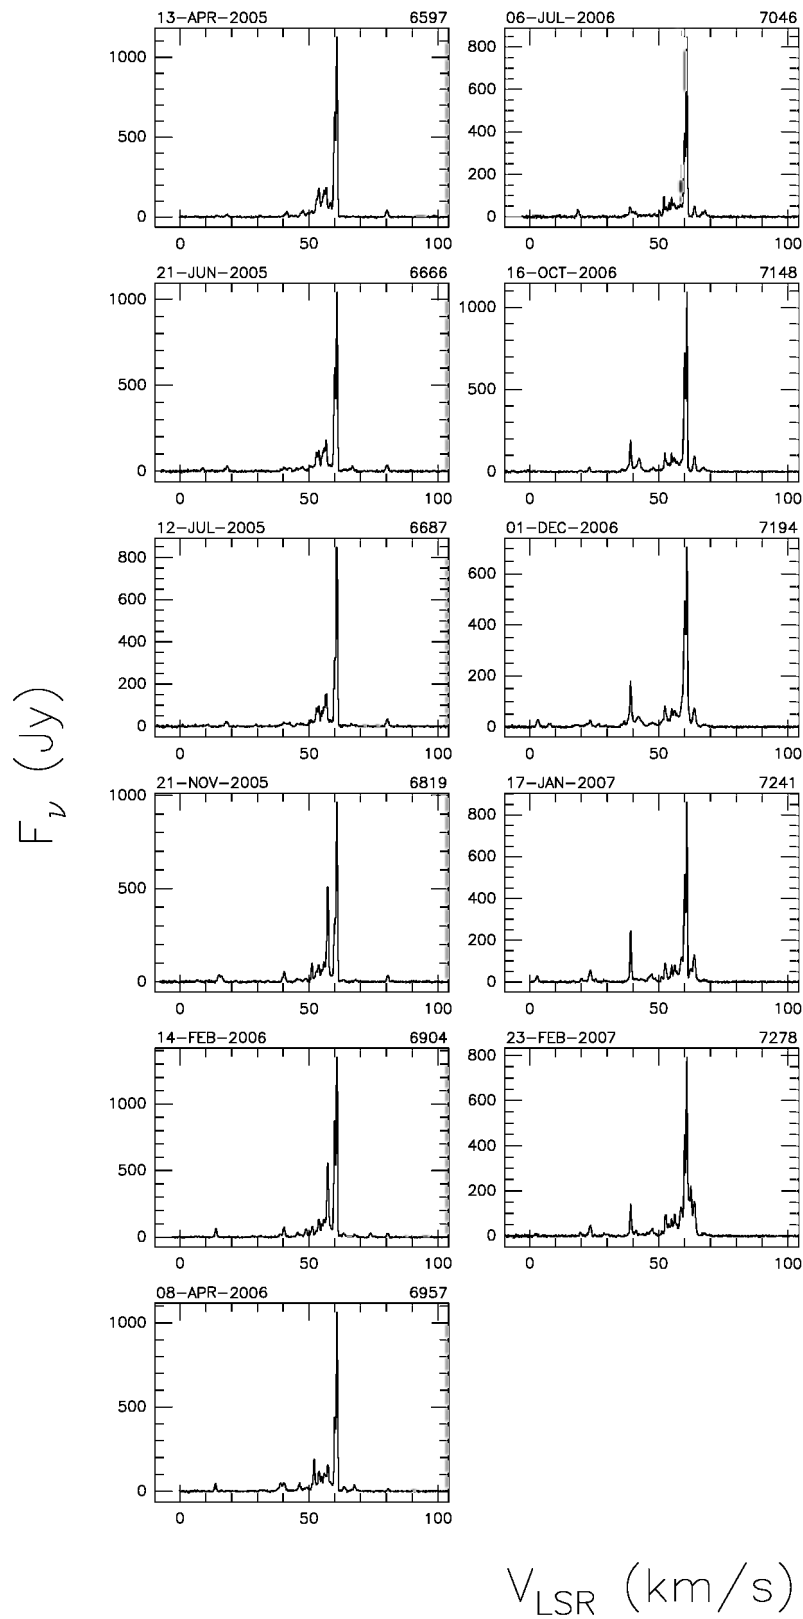 13-APR-2005 6597
1000
500
0
0 50 100
21-JUN-2005 6666
1000
500
0
0 50 100
12-JUL-2005 6687
800
600
400
200
0
0 50 100
21-NOV-2005 6819
1000
500
0
0 50 100
14-FEB-2006 6904
1000
500
0
0 50 100
08-APR-2006 6957
1000
500
0
0 50 100
06-JUL-2006 7046
800
600
400
200
0
0 50 100
16-OCT-2006 7148
1000
500
0
0 50 100
01-DEC-2006 7194
600
400
200
0
0 50 100
17-JAN-2007 7241
800
600
400
200
0
0 50 100
23-FEB-2007 7278
800
600
400
200
0
0 50 100
F_ν (Jy)
V_LSR (km/s)